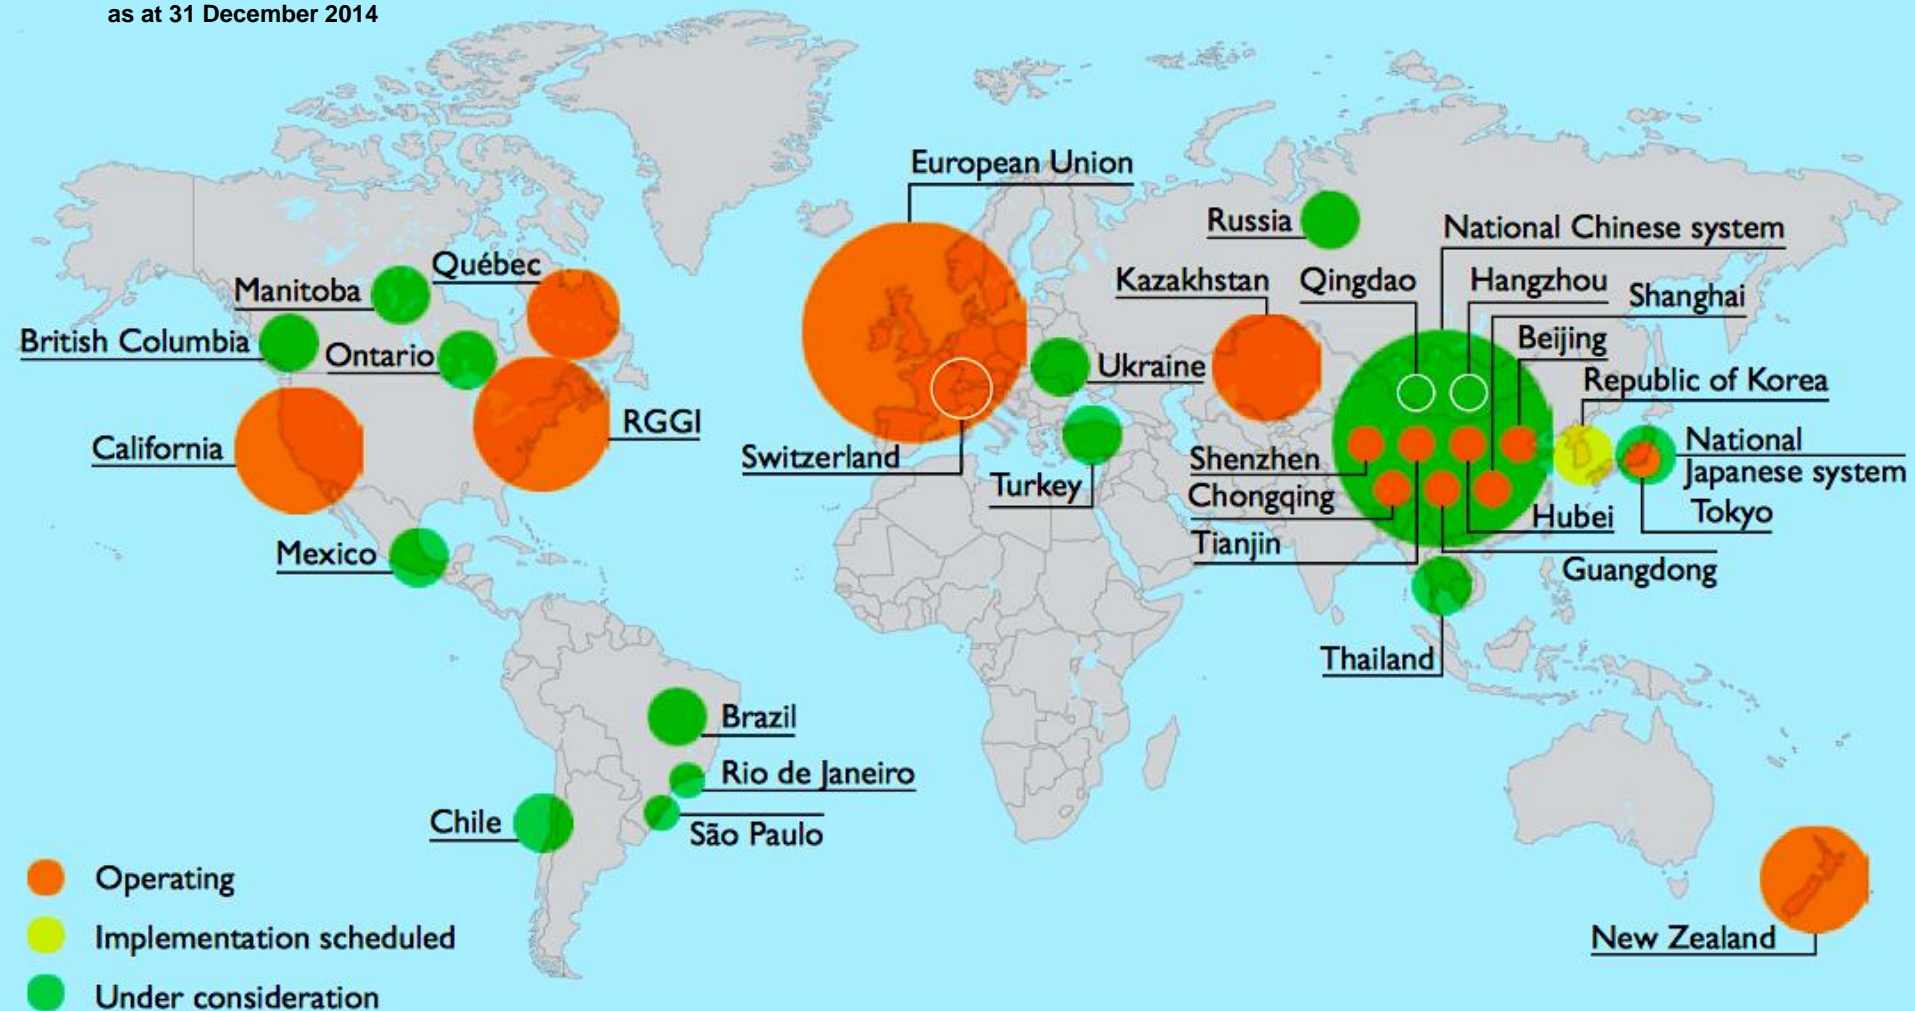 as at 31 December 2014
European Union
Russia
National Chinese system
Québec
Manitoba
Kazakhstan
Qingdao
Hangzhou
Shanghai
British Columbia
Ontario
Beijing
Ukraine
Republic of Korea
RGGI
California
Switzerland
Turkey
Shenzhen
Chongqing
National
Japanese system
Tokyo
Hubei
Tianjin
Guangdong
Mexico
Thailand
Brazil
Rio de Janeiro
Chile
São Paulo
Operating
Implementation scheduled
New Zealand
Under consideration